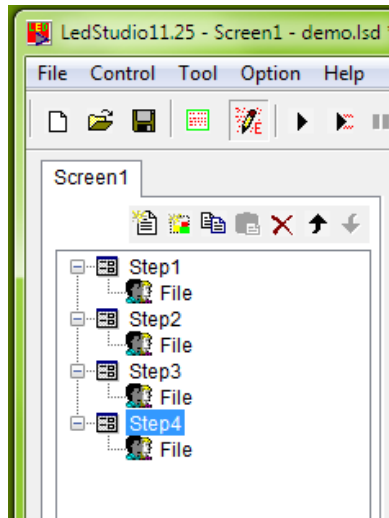 LedStudio11.25 - Screen1 - demo.lsd
File Control Tool Option Help
Screen1
Step1
File
Step2
File
Step3
File
Step4
File